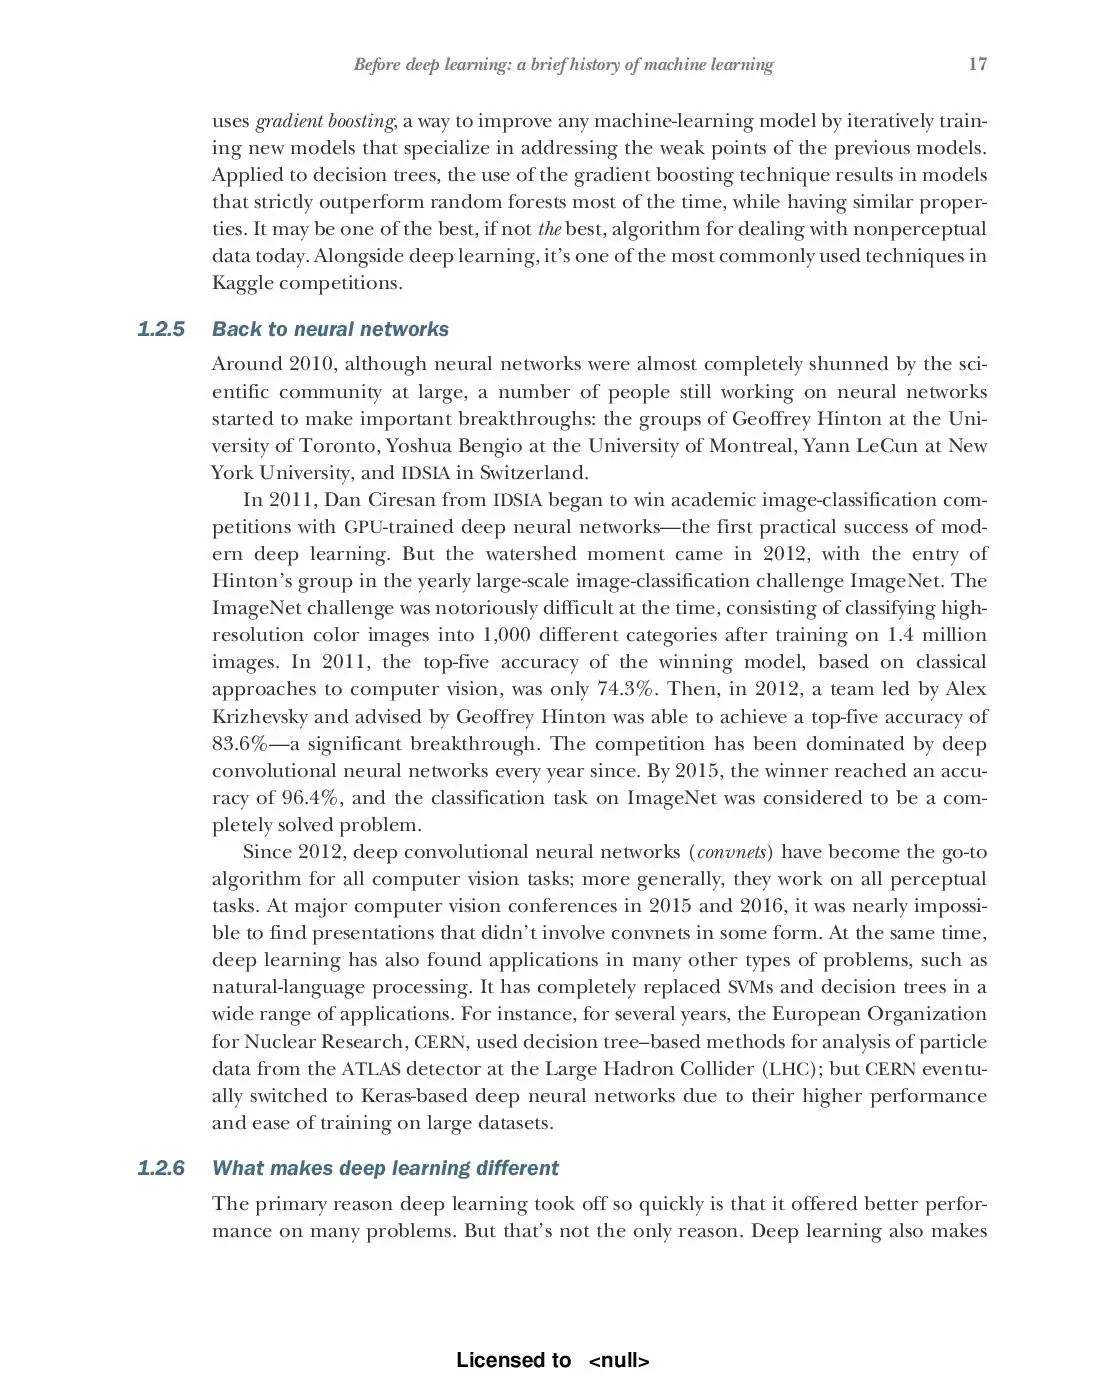 Before deep learning: a brief history of machine learning 17
uses gradient boosting, a way to improve any machine-learning model by iteratively train-
ing new models that specialize in addressing the weak points of the previous models.
Applied to decision trees, the use of the gradient boosting technique results in models
that strictly outperform random forests most of the time, while having similar proper-
ties. It may be one of the best, if not the best, algorithm for dealing with nonperceptual
data today. Alongside deep learning, it's one of the most commonly used techniques in
Kaggle competitions.
1.2.5 Back to neural networks
Around 2010, although neural networks were almost completely shunned by the sci-
entific community at large, a number of people still working on neural networks
started to make important breakthroughs: the groups of Geoffrey Hinton at the Uni-
versity of Toronto, Yoshua Bengio at the University of Montreal, Yann LeCun at New
York University, and IDSIA in Switzerland.
In 2011, Dan Ciresan from IDSIA began to win academic image-classification com-
petitions with GPU-trained deep neural networks—the first practical success of mod-
ern deep learning. But the watershed moment came in 2012, with the entry of
Hinton's group in the yearly large-scale image-classification challenge ImageNet. The
ImageNet challenge was notoriously difficult at the time, consisting of classifying high-
resolution color images into 1,000 different categories after training on 1.4 million
images. In 2011, the top-five accuracy of the winning model, based on classical
approaches to computer vision, was only 74.3%. Then, in 2012, a team led by Alex
Krizhevsky and advised by Geoffrey Hinton was able to achieve a top-five accuracy of
83.6%—a significant breakthrough. The competition has been dominated by deep
convolutional neural networks every year since. By 2015, the winner reached an accu-
racy of 96.4%, and the classification task on ImageNet was considered to be a com-
pletely solved problem.
Since 2012, deep convolutional neural networks (convnets) have become the go-to
algorithm for all computer vision tasks; more generally, they work on all perceptual
tasks. At major computer vision conferences in 2015 and 2016, it was nearly impossi-
ble to find presentations that didn't involve convnets in some form. At the same time,
deep learning has also found applications in many other types of problems, such as
natural-language processing. It has completely replaced SVMs and decision trees in a
wide range of applications. For instance, for several years, the European Organization
for Nuclear Research, CERN, used decision tree–based methods for analysis of particle
data from the ATLAS detector at the Large Hadron Collider (LHC); but CERN eventu-
ally switched to Keras-based deep neural networks due to their higher performance
and ease of training on large datasets.
1.2.6 What makes deep learning different
The primary reason deep learning took off so quickly is that it offered better perfor-
mance on many problems. But that's not the only reason. Deep learning also makes
Licensed to <null>